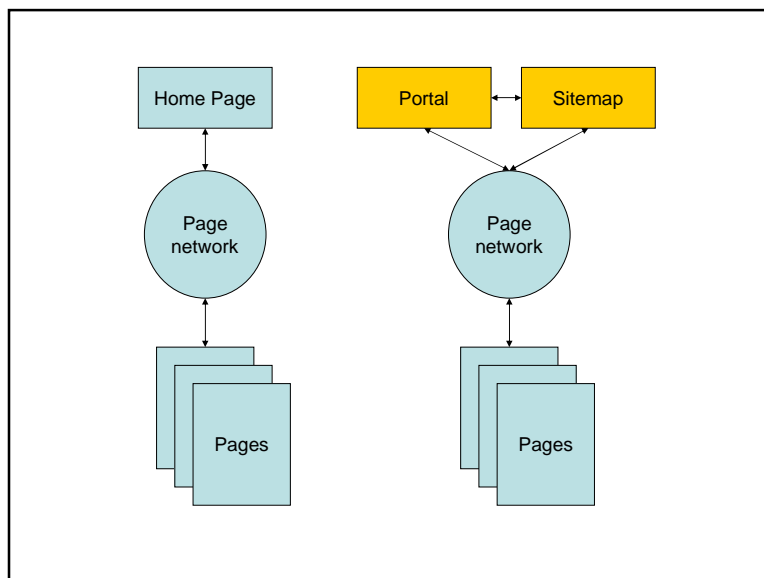 Home Page
Portal
Sitemap
Page
network
Page
network
Pages
Pages